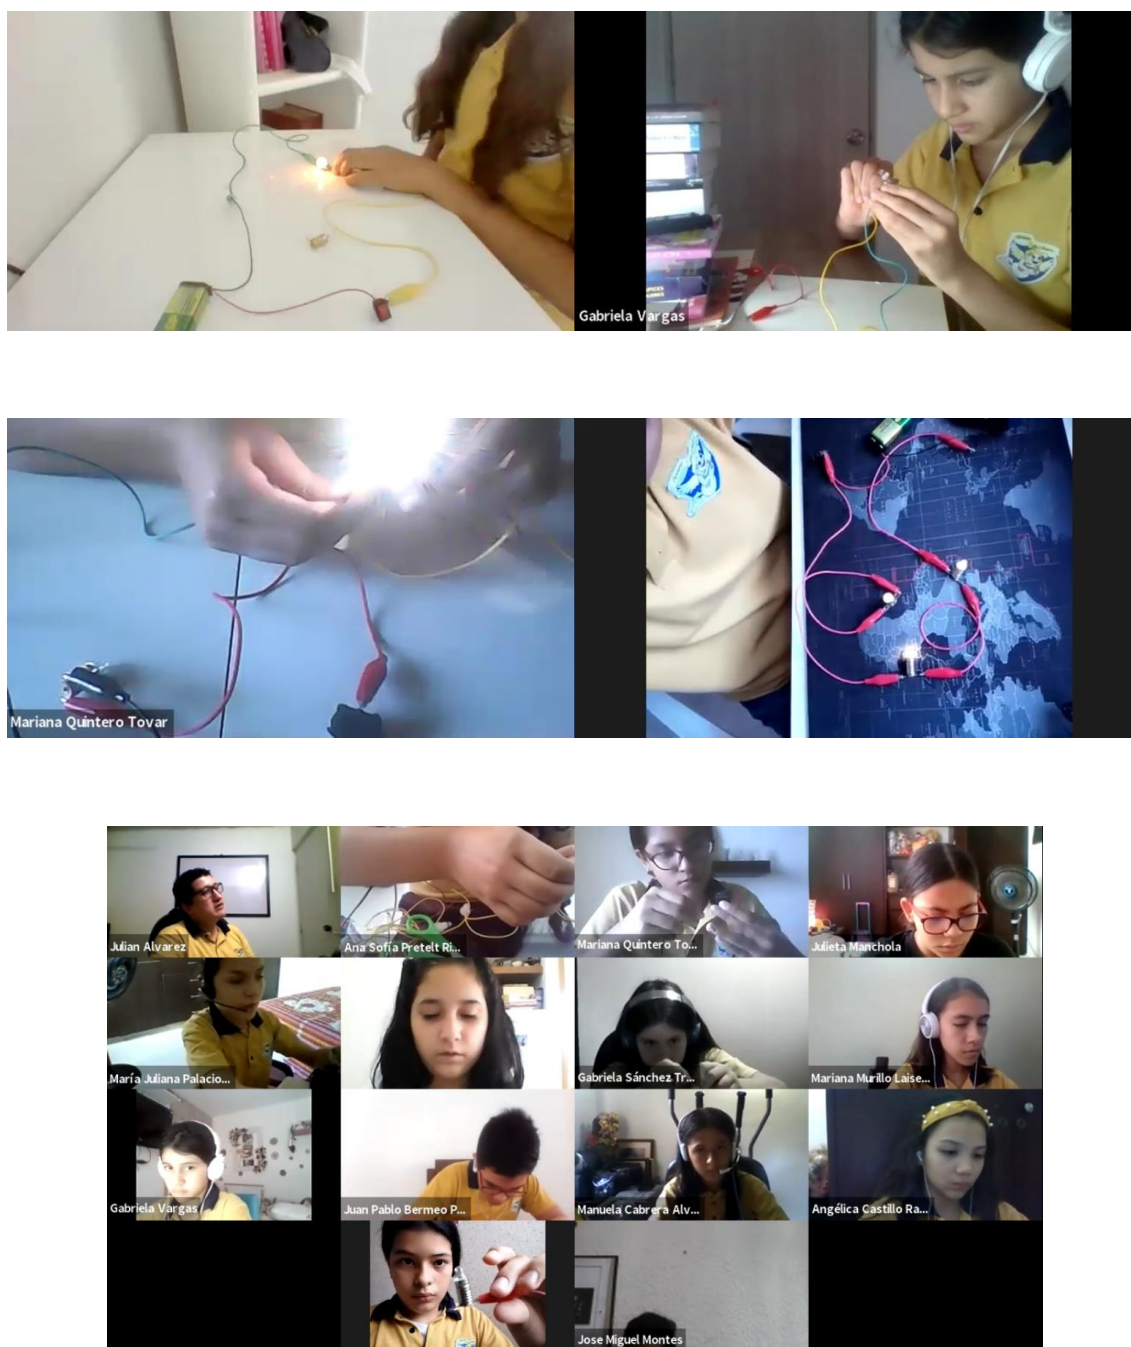 Gabriela Vargas
Mariana Quintero Tovar
Julian Alvarez
Ana Sofía Pretelt Ri...
Mariana Quintero To...
Julieta Manchola
María Juliana Palacio...
Gabriela Sánchez Tr...
Mariana Murillo Laise...
Gabriela Vargas
Juan Pablo Bermeo P...
Manuela Cabrera Alv...
Angélica Castillo Ra...
Jose Miguel Montes